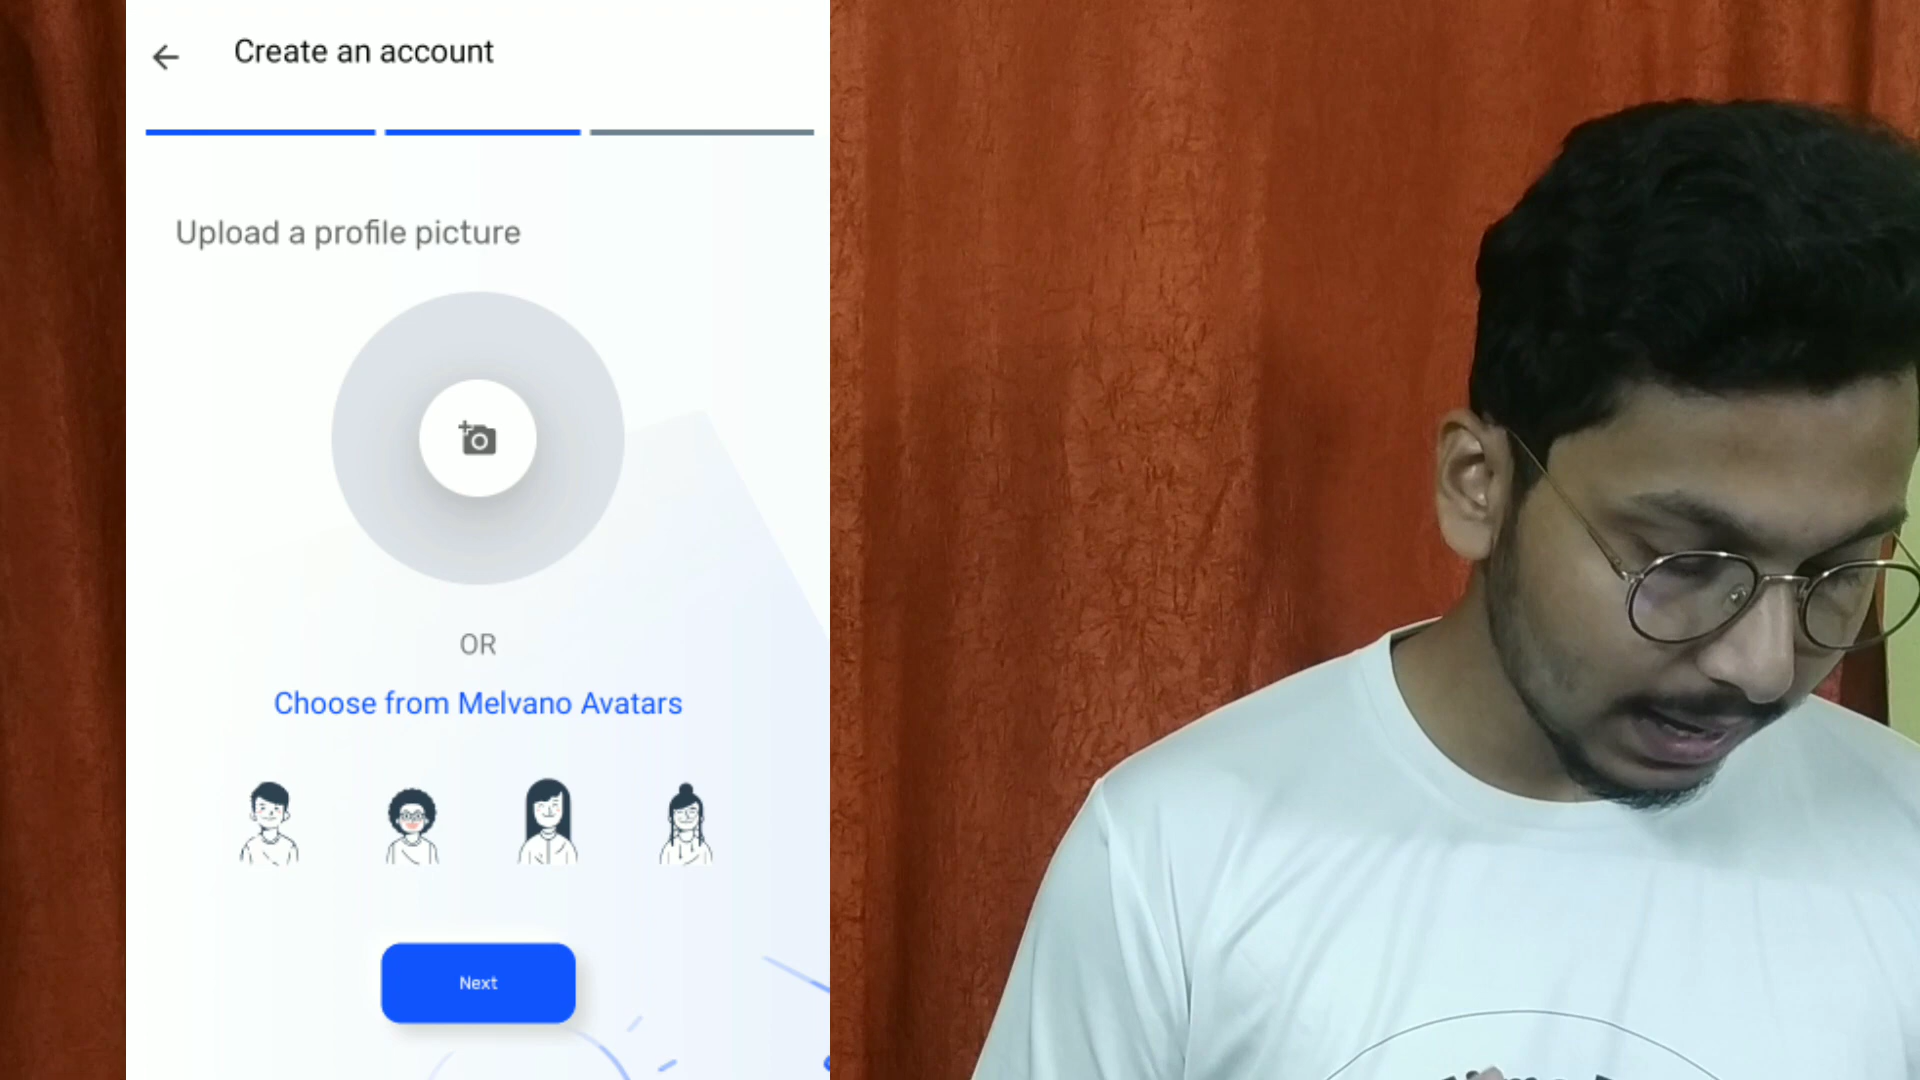 Create an account
Upload a profile picture
OR
Choose from Melvano Avatars
Next